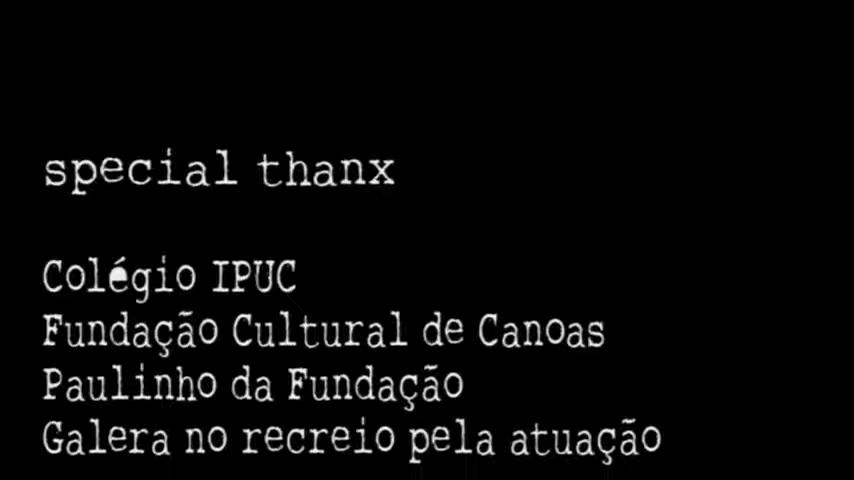 special thanx
Colégio IPUC
Fundação Cultural de Canoas
Paulinho da Fundação
Galera no recreio pela atuação